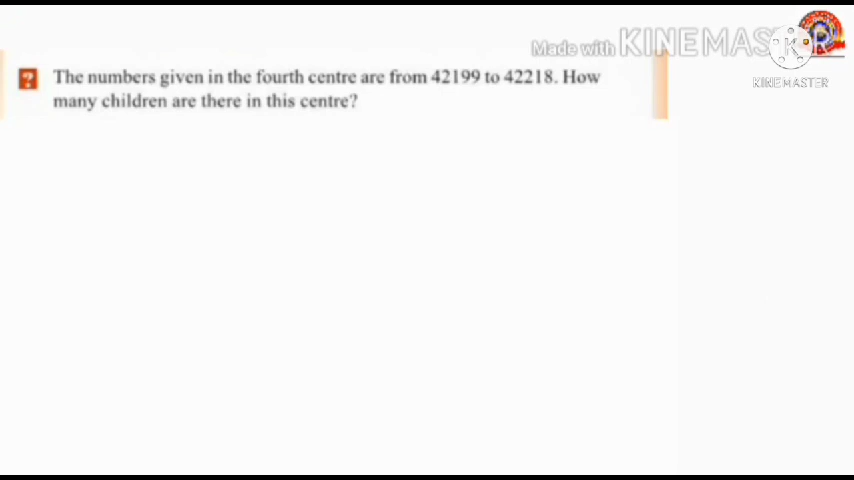 Made with KINEMASTER
KINEMASTER
? The numbers given in the fourth centre are from 42199 to 42218. How
many children are there in this centre?